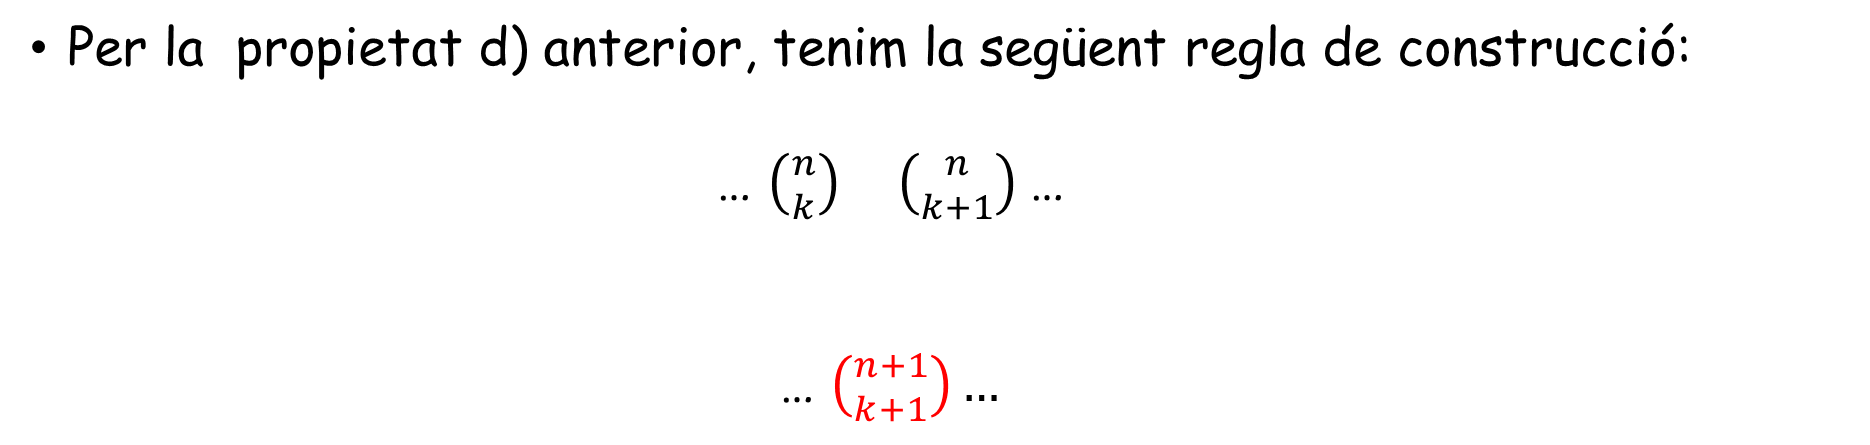 • Per la propietat d) anterior, tenim la següent regla de construcció:
... (n k) (n k+1) ...
... (n+1 k+1) ...